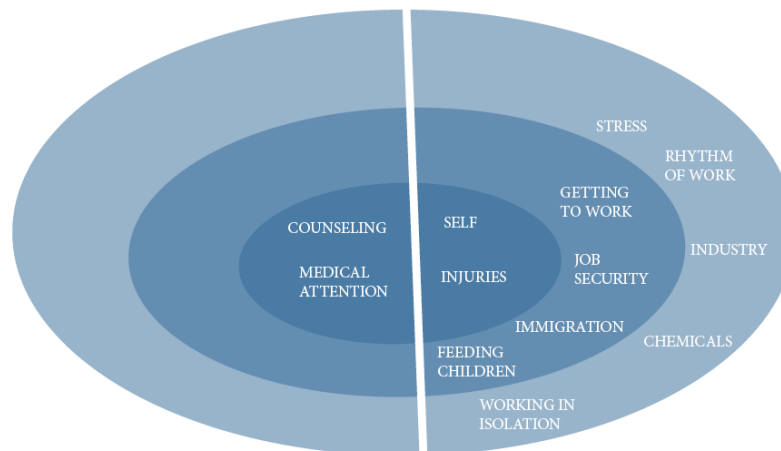 STRESS
RHYTHM
OF WORK
GETTING
TO WORK
COUNSELING
SELF
INDUSTRY
JOB
SECURITY
MEDICAL
ATTENTION
INJURIES
IMMIGRATION
CHEMICALS
FEEDING
CHILDREN
WORKING IN
ISOLATION